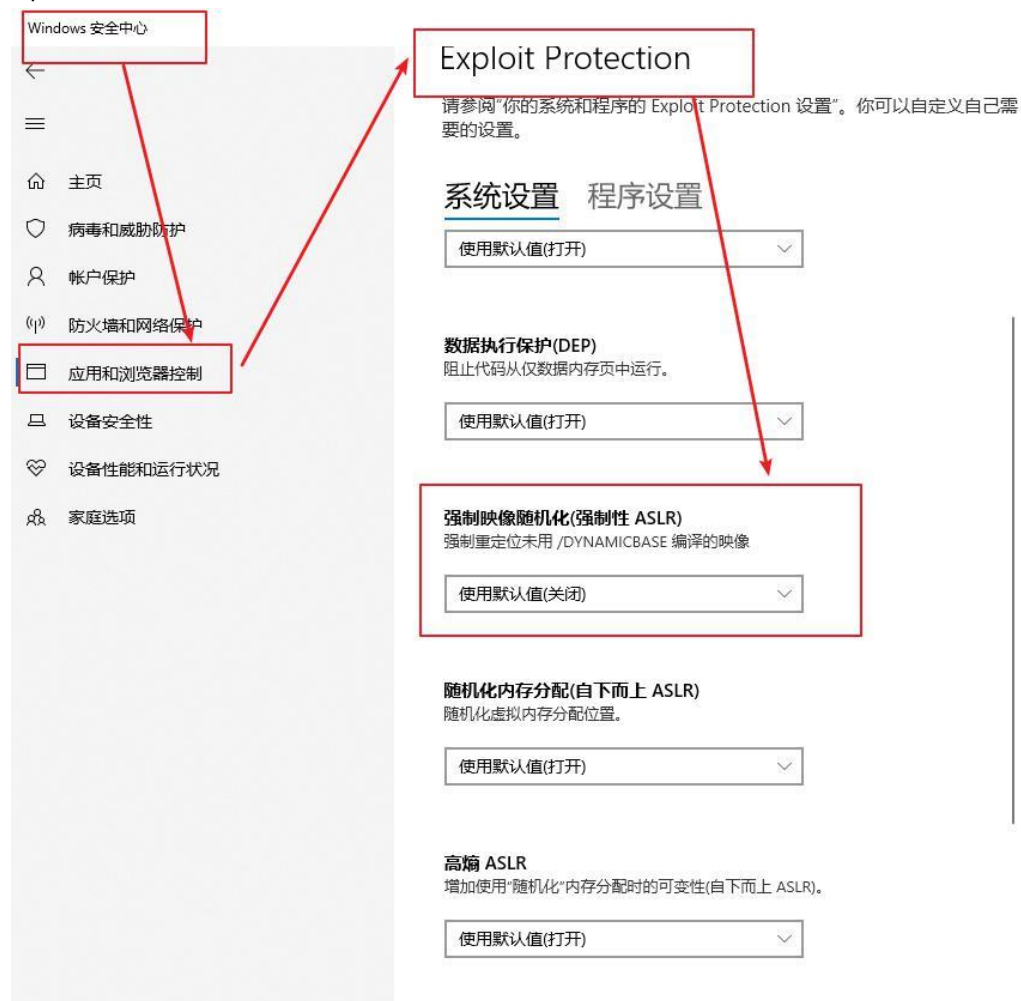 Windows 安全中心
主页
病毒和威胁防护
帐户保护
防火墙和网络保护
应用和浏览器控制
设备安全性
设备性能和运行状况
家庭选项
Exploit Protection
请参阅"你的系统和程序的 Exploit Protection 设置"。你可以自定义自己需
要的设置。
系统设置 程序设置
使用默认值(打开)
数据执行保护(DEP)
阻止代码从仅数据内存页中运行。
使用默认值(打开)
强制映像随机化(强制性 ASLR)
强制重定位未用 /DYNAMICBASE 编译的映像
使用默认值(关闭)
随机化内存分配(自下而上 ASLR)
随机化虚拟内存分配位置。
使用默认值(打开)
高熵 ASLR
增加使用"随机化"内存分配时的可变性(自下而上 ASLR)。
使用默认值(打开)